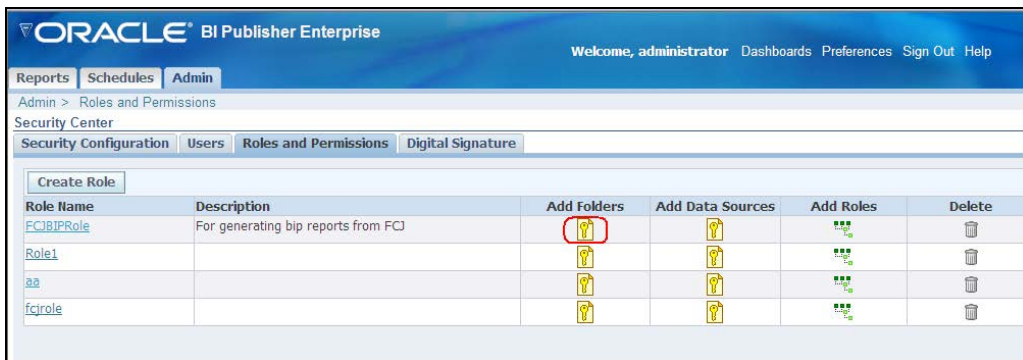 ORACLE BI Publisher Enterprise
Welcome, administrator Dashboards Preferences Sign Out Help
Reports Schedules Admin
Admin > Roles and Permissions
Security Center
Security Configuration Users Roles and Permissions Digital Signature
Create Role
Role Name Description Add Folders Add Data Sources Add Roles Delete
FCJBIPRole For generating bip reports from FCJ
Role1
aa
fcjrole